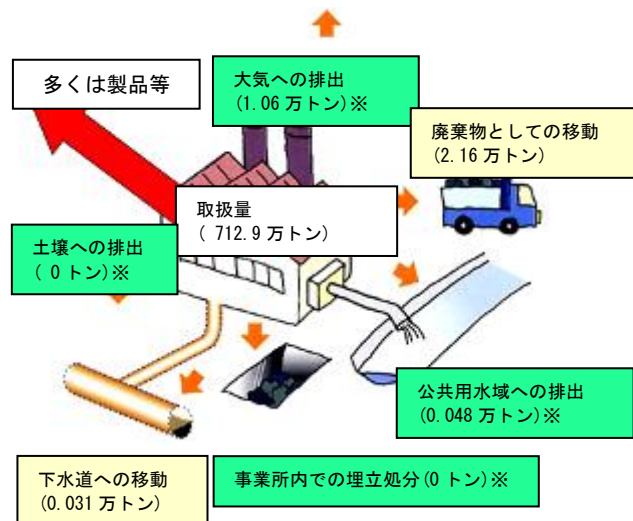 大気への排出
(1.06 万トン)※
多くは製品等
廃棄物としての移動
(2.16 万トン)
取扱量
( 712.9 万トン)
土壌への排出
( 0 トン)※
公共用水域への排出
(0.048 万トン)※
下水道への移動
(0.031 万トン)
事業所内での埋立処分(0 トン)※